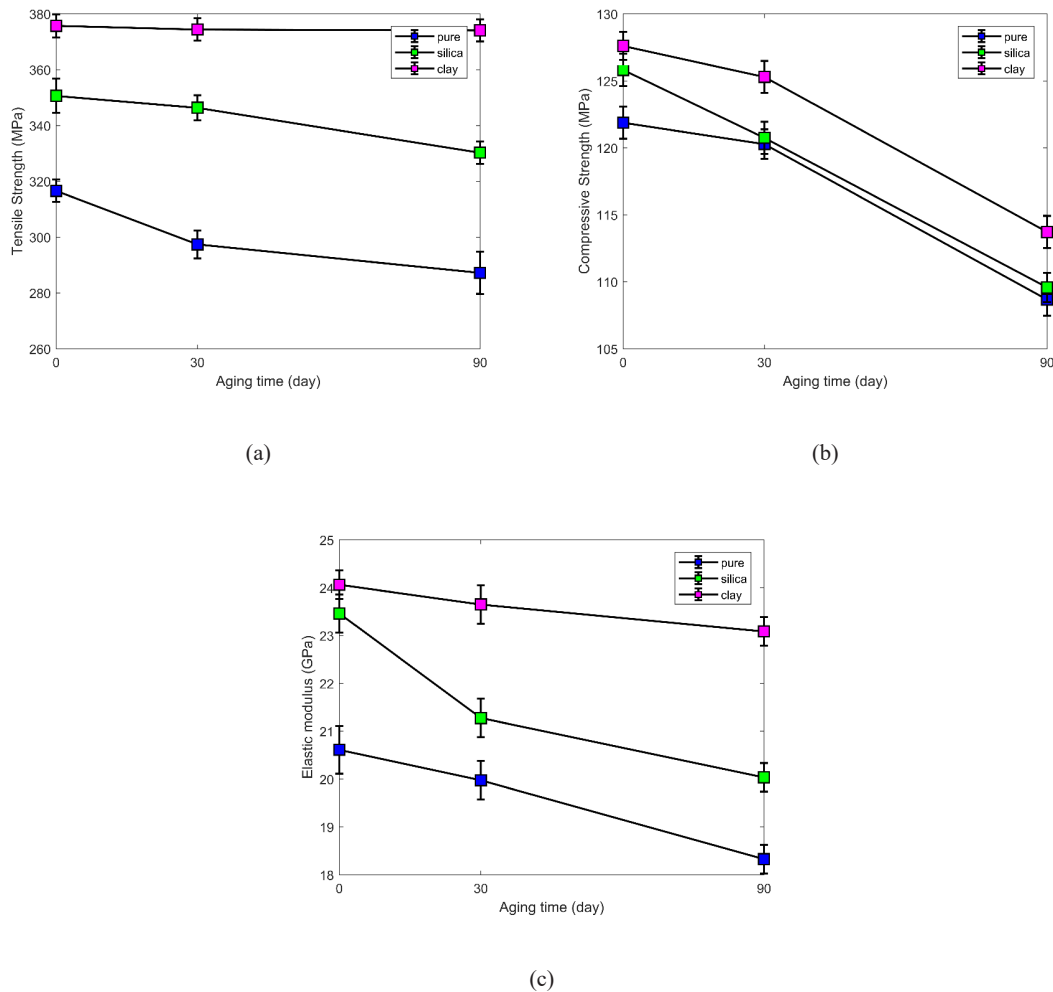 380
360
340
320
300
280
260
Tensile Strength (MPa)
0
30
90
Aging time (day)
pure
silica
clay
(a)
130
125
120
115
110
105
Compressive Strength (MPa)
0
30
90
Aging time (day)
pure
silica
clay
(b)
25
24
23
22
21
20
19
18
Elastic modulus (GPa)
0
30
90
Aging time (day)
pure
silica
clay
(c)